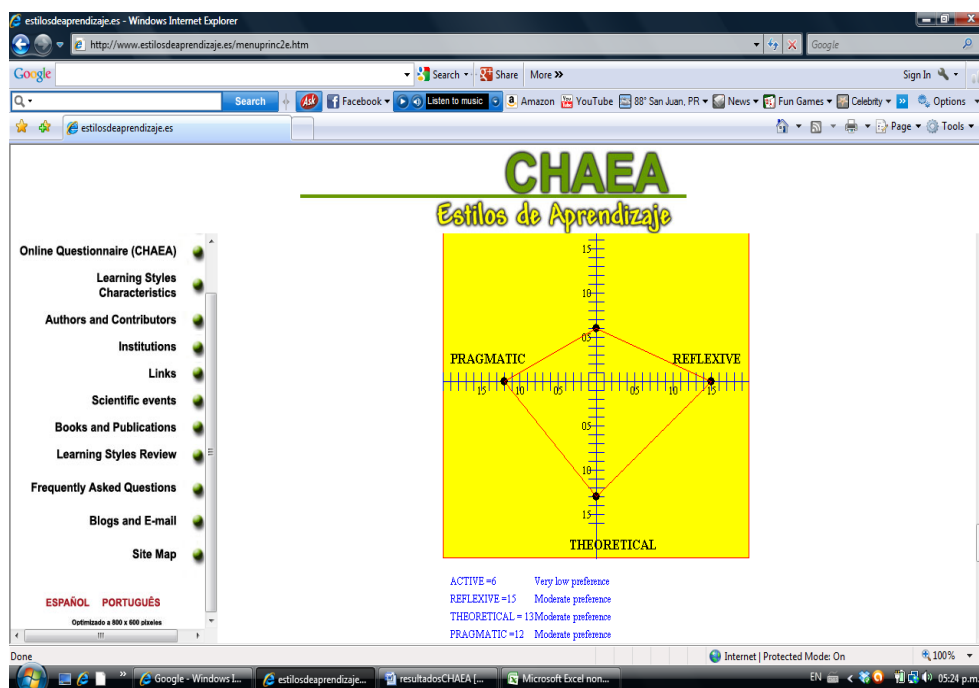 estilosdeaprendizaje.es - Windows Internet Explorer
http://www.estilosdeaprendizaje.es/menuprinc2e.htm
Google
Google
Search
Share
More »
Sign In
Search
Ask
Facebook
Listen to music
Amazon
YouTube
88° San Juan, PR
News
Fun Games
Celebrity
Options
estilosdeaprendizaje.es
Page
Tools
CHAEA
Estilos de Aprendizaje
Online Questionnaire (CHAEA)
Learning Styles
Characteristics
Authors and Contributors
Institutions
Links
Scientific events
Books and Publications
Learning Styles Review
Frequently Asked Questions
Blogs and E-mail
Site Map
ESPAÑOL PORTUGUÊS
Optimizado a 800 x 600 pixeles
15
10
05
PRAGMATIC
REFLEXIVE
15 10 05 05 10 15
05
10
15
THEORETICAL
ACTIVE =6 Very low preference
REFLEXIVE =15 Moderate preference
THEORETICAL = 13 Moderate preference
PRAGMATIC =12 Moderate preference
Done
Internet | Protected Mode: On
100%
Google - Windows I...
estilosdeaprendizaje...
resultadosCHAEA [...
Microsoft Excel non...
EN
05:24 p.m.